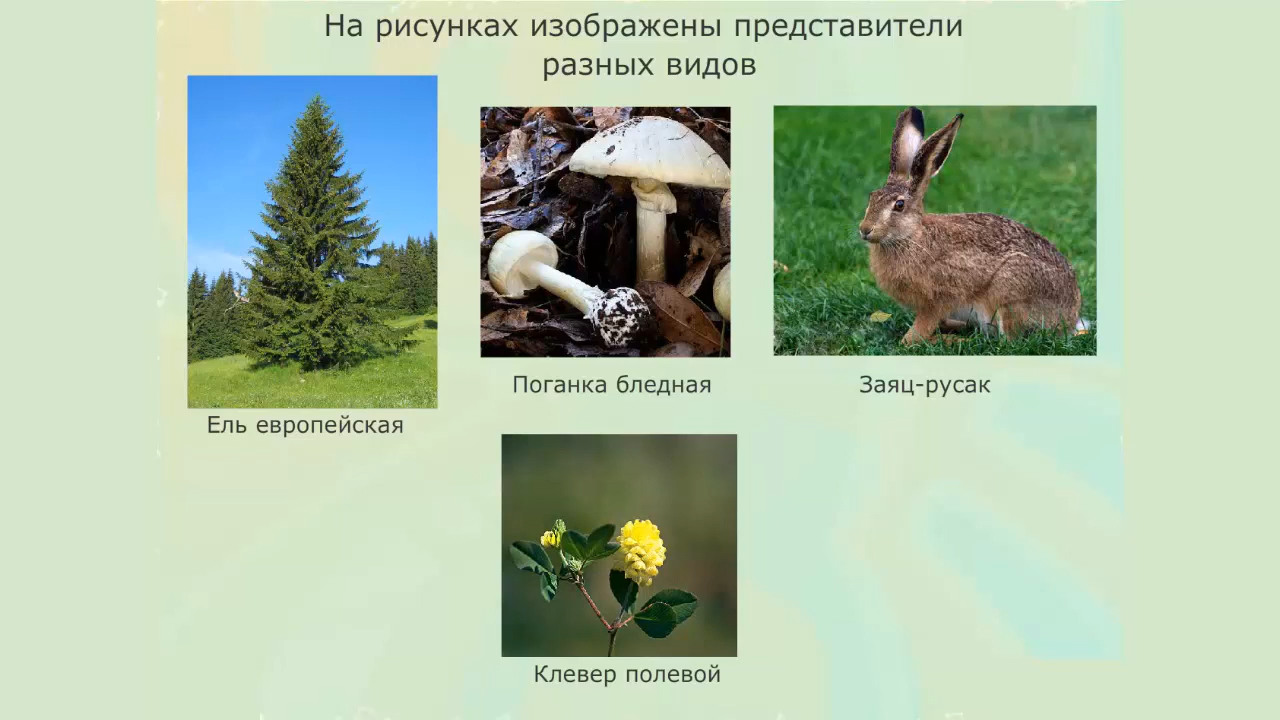 На рисунках изображены представители
разных видов
Поганка бледная
Заяц-русак
Ель европейская
Клевер полевой